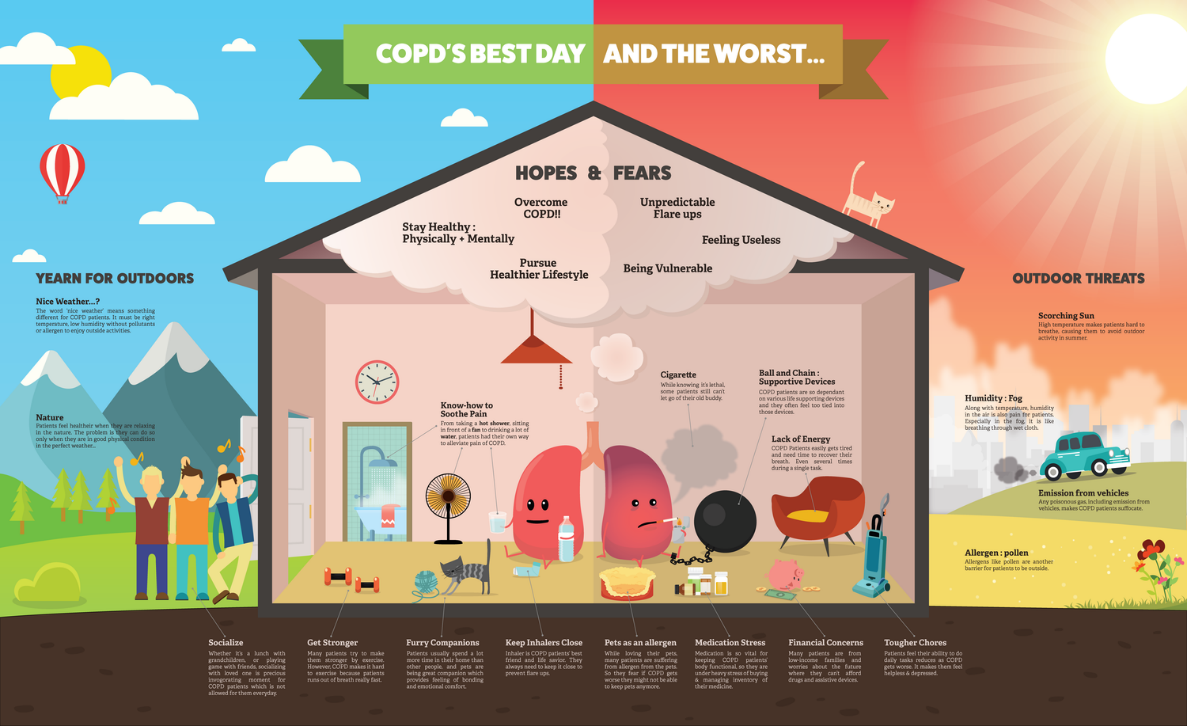 COPD'S BEST DAY AND THE WORST...
HOPES & FEARS
Overcome
COPD!!
Stay Healthy :
Physically + Mentally
Pursue
Healthier Lifestyle
Unpredictable
Flare ups
Feeling Useless
Being Vulnerable
YEARN FOR OUTDOORS
Nice Weather...?
The word 'nice weather' means something
different for COPD patients. It must be right
temperature, low humidity without pollutants
or allergen to enjoy outside activities.
Nature
Patients feel healthier when they are relaxing
in the nature. The problem is they can do so
only when they are in good physical condition
in the perfect weather..
Know-how to
Soothe Pain
From taking a hot shower, sitting
in front of a fan to drinking a lot of
water, patients had their own way
to alleviate pain of COPD.
Cigarette
While knowing it's lethal,
some patients still can't
let go of their old buddy.
Ball and Chain :
Supportive Devices
COPD patients are so dependant
on various life supporting devices
and they often feel too tied into
those devices.
Lack of Energy
COPD Patients easily gets tired
and need time to recover their
breath. Even several times
during a single task.
OUTDOOR THREATS
Scorching Sun
High temperature makes patients hard to
breathe, causing them to avoid outdoor
activity in summer.
Humidity : Fog
Along with temperature, humidity
in the air is also pain for patients.
Especially in the fog, it is like
breathing through wet cloth.
Emission from vehicles
Any poisonous gas, including emission from
vehicles, makes COPD patients suffocate.
Allergen : pollen
Allergens like pollen are another
barrier for patients to be outside.
Socialize
Whether it's a lunch with
grandchildren, or playing
game with friends, socialising
with loved one is precious
invigorating moment for
COPD patients which is not
allowed for them everyday.
Get Stronger
Many patients try to make
them stronger by exercise.
However, COPD makes it hard
to exercise because patients
runs out of breath really fast.
Furry Companions
Patients usually spend a lot
more time in their home than
other people, and pets are
being great companion which
provides feeling of bonding
and emotional comfort.
Keep Inhalers Close
Inhaler is COPD patients' best
friend and life savior. They
always need to keep it close to
prevent flare ups.
Pets as an allergen
While loving their pets,
many patients are suffering
from allergen from the pets.
So they fear if COPD gets
worse they might not be able
to keep pets anymore.
Medication Stress
Medication is so vital for
keeping COPD patients'
body functional, so they are
under heavy stress of buying
& managing inventory of
their medicine.
Financial Concerns
Many patients are from
low-income families and
worries about the future
where they can't afford
drugs and assistive devices.
Tougher Chores
Patients feel their ability to do
daily tasks reduces as COPD
gets worse. It makes them feel
helpless & depressed.